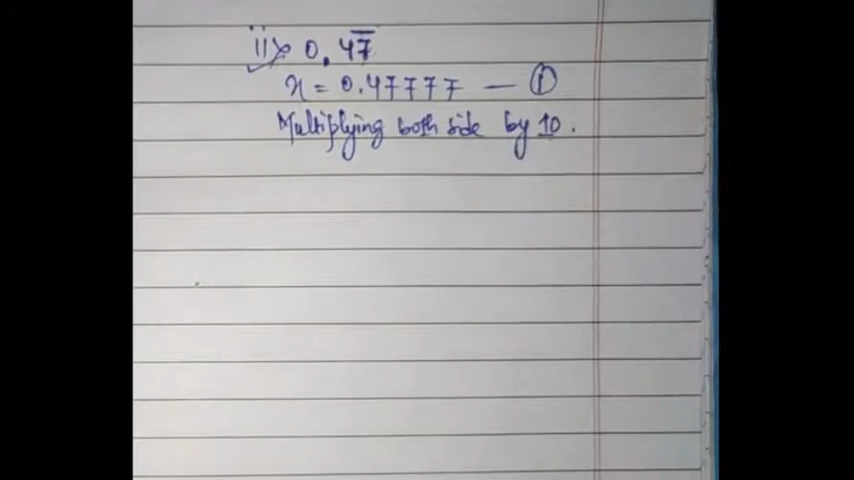 ii> 0.47̅
x = 0.47777 — ①
Multiplying both side by 10.